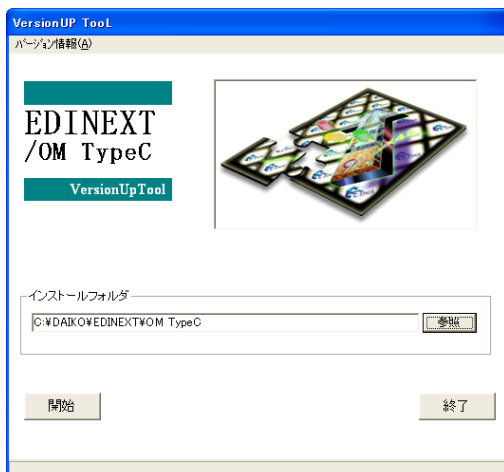 VersionUP TooL
バージョン情報(A)
EDINEXT
/OM TypeC
VersionUpTool
インストールフォルダ
C:¥DAIKO¥EDINEXT¥OM TypeC
参照
開始
終了